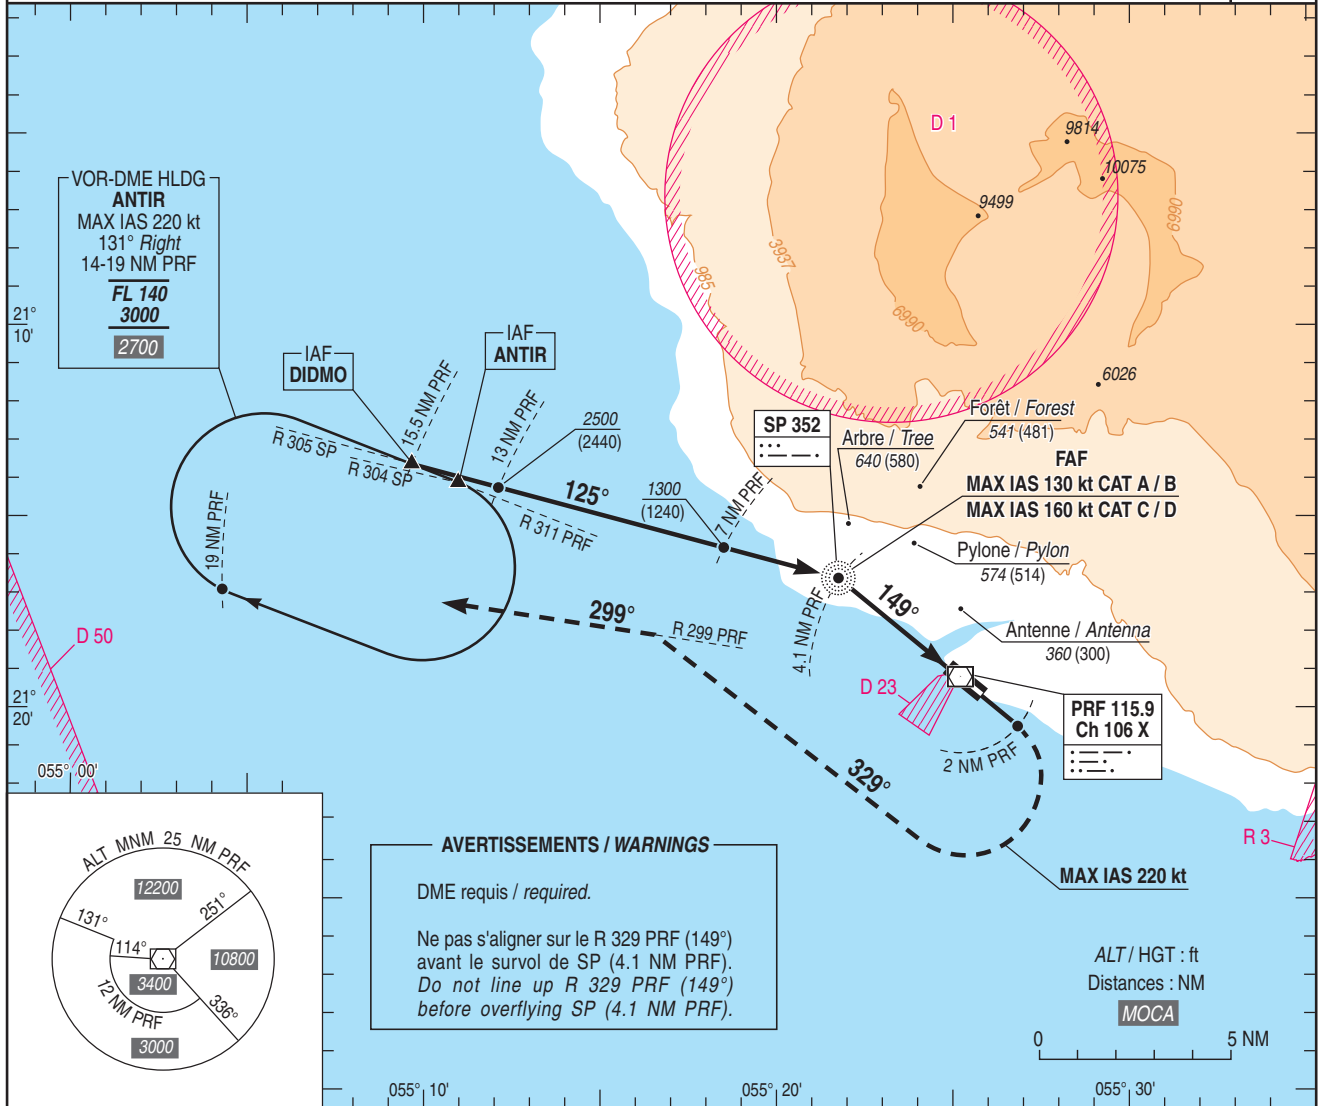 D 1
9814
10075
9499
6990
3937
985
6990
6026
VOR-DME HLDG
ANTIR
MAX IAS 220 kt
131° Right
14-19 NM PRF
FL 140
3000
2700
21°
10'
IAF
DIDMO
IAF
ANTIR
15.5 NM PRF
13 NM PRF
2500
(2440)
R 305 SP
R 304 SP
R 311 PRF
125°
1300
(1240)
7 NM PRF
SP 352
Arbre / Tree
640 (580)
Forêt / Forest
541 (481)
FAF
MAX IAS 130 kt CAT A / B
MAX IAS 160 kt CAT C / D
Pylone / Pylon
574 (514)
19 NM PRF
4.1 NM PRF
149°
Antenne / Antenna
360 (300)
299°
R 299 PRF
D 50
D 23
PRF 115.9
Ch 106 X
21°
20'
2 NM PRF
329°
055° 00'
MAX IAS 220 kt
R 3
ALT MNM 25 NM PRF
12200
251°
131°
114°
10800
3400
12 NM PRF
336°
3000
AVERTISSEMENTS / WARNINGS
DME requis / required.
Ne pas s'aligner sur le R 329 PRF (149°)
avant le survol de SP (4.1 NM PRF).
Do not line up R 329 PRF (149°)
before overflying SP (4.1 NM PRF).
ALT / HGT : ft
Distances : NM
MOCA
0 5 NM
055° 10'
055° 20'
055° 30'